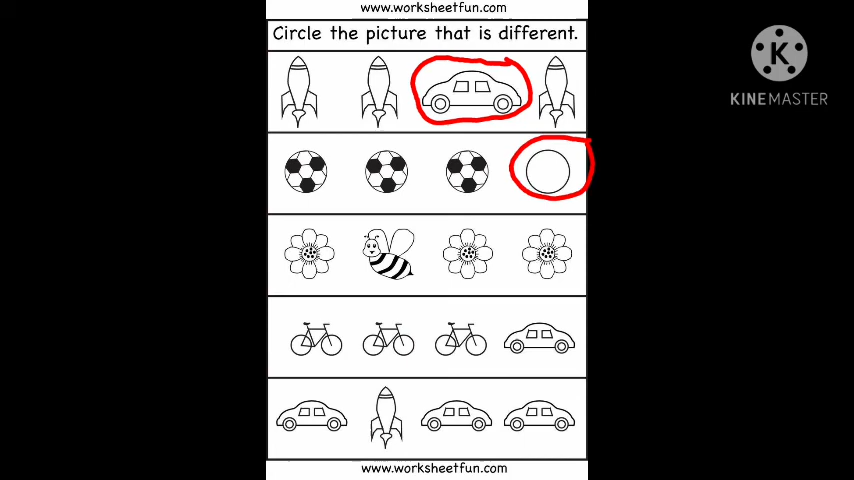 www.worksheetfun.com
Circle the picture that is different.
K
KINEMASTER
www.worksheetfun.com